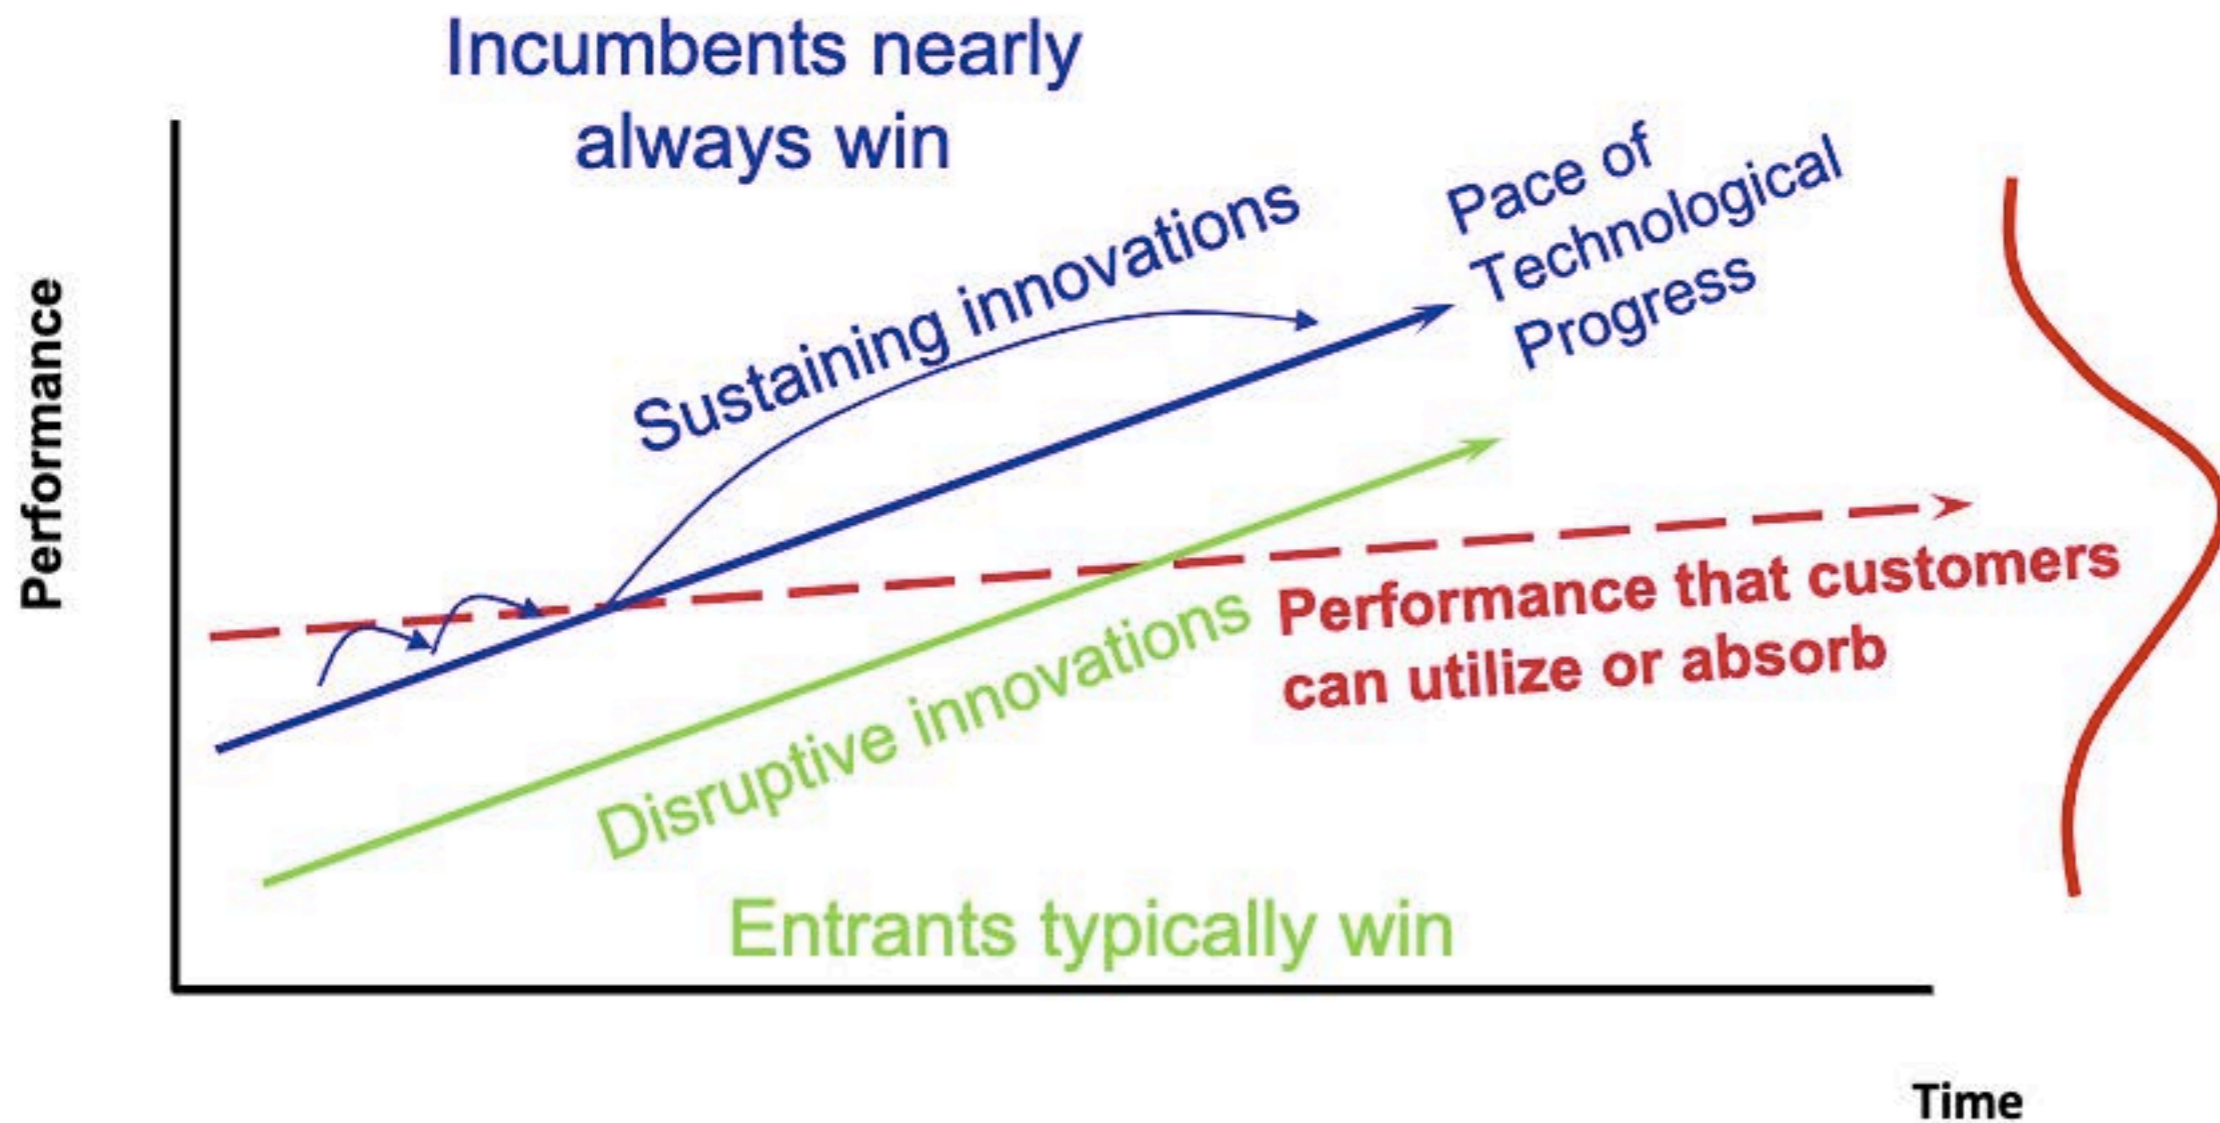 Incumbents nearly
always win
Performance
Sustaining innovations
Pace of
Technological
Progress
Disruptive innovations
Performance that customers
can utilize or absorb
Entrants typically win
Time